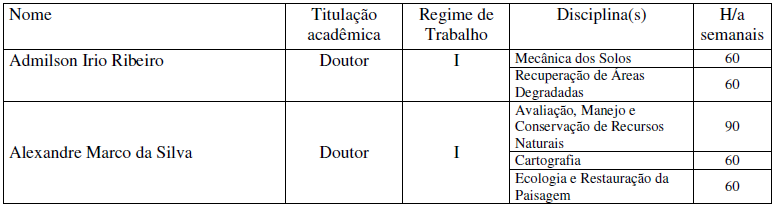 Nome Titulação acadêmica Regime de Trabalho Disciplina(s) H/a semanais
Admilson Irio Ribeiro Doutor I Mecânica dos Solos 60
Recuperação de Áreas
Degradadas 60
Alexandre Marco da Silva Doutor I Avaliação, Manejo e
Conservação de Recursos
Naturais 90
Cartografia 60
Ecologia e Restauração da
Paisagem 60